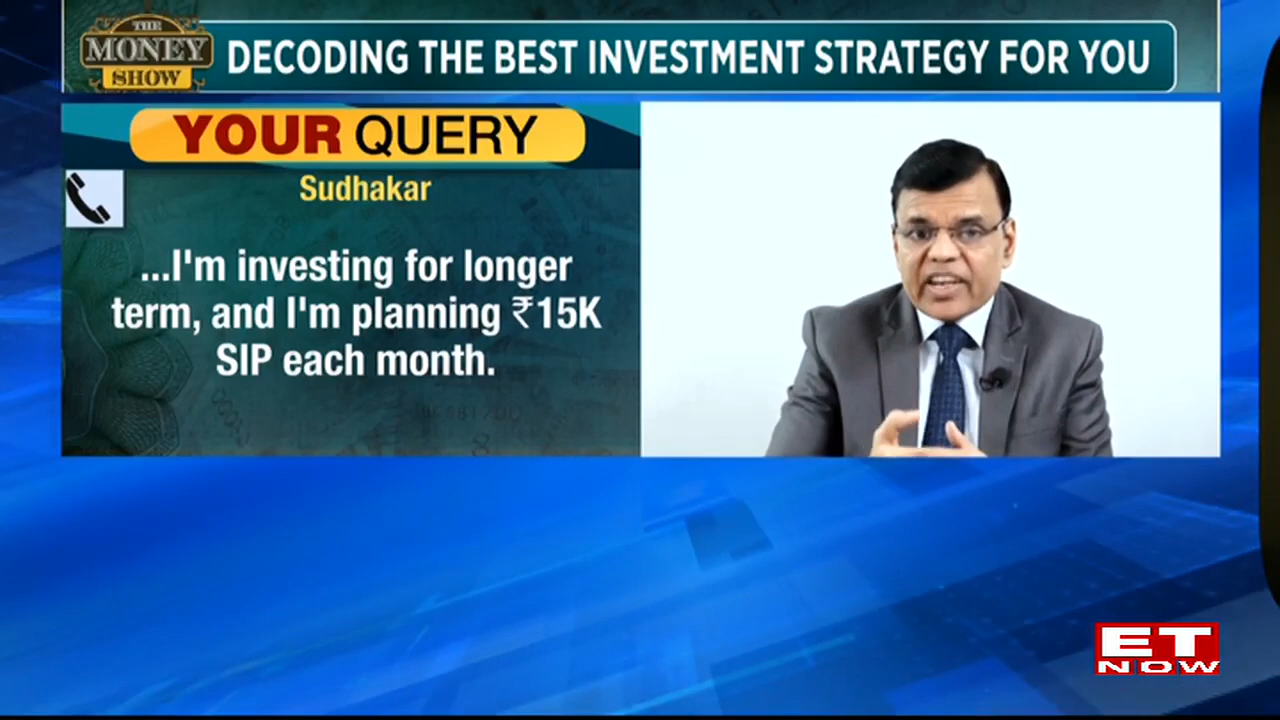 THE
MONEY
SHOW
DECODING THE BEST INVESTMENT STRATEGY FOR YOU
YOUR QUERY
Sudhakar
...I'm investing for longer
term, and I'm planning ₹15K
SIP each month.
ET
NOW